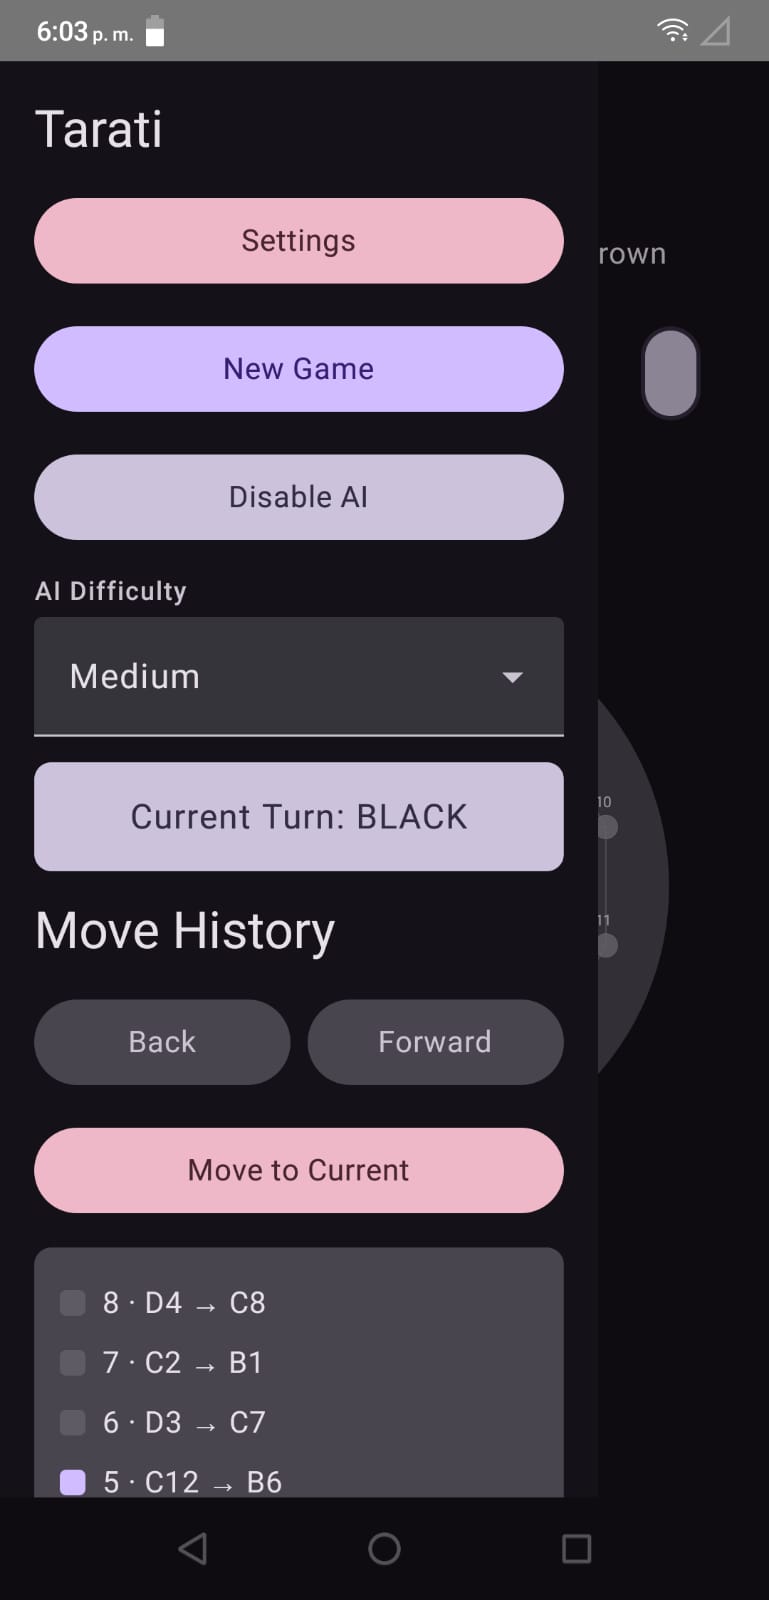 6:03 p. m.
Tarati
Settings
rown
New Game
Disable AI
AI Difficulty
Medium
10
Current Turn: BLACK
11
Move History
Back Forward
Move to Current
8 · D4 → C8
7 · C2 → B1
6 · D3 → C7
5 · C12 → B6